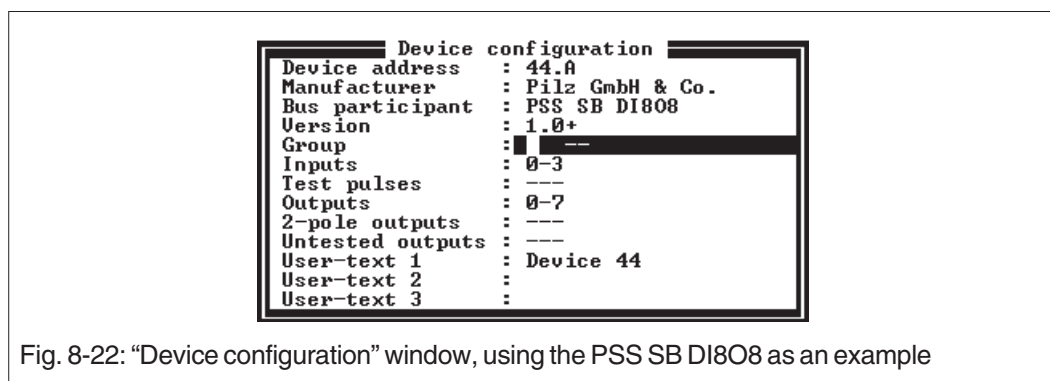 Device configuration
Device address : 44.A
Manufacturer : Pilz GmbH & Co.
Bus participant : PSS SB DI8O8
Version : 1.0+
Group : --
Inputs : 0-3
Test pulses : ---
Outputs : 0-7
2-pole outputs : ---
Untested outputs : ---
User-text 1 : Device 44
User-text 2 :
User-text 3 :
Fig. 8-22: “Device configuration” window, using the PSS SB DI8O8 as an example